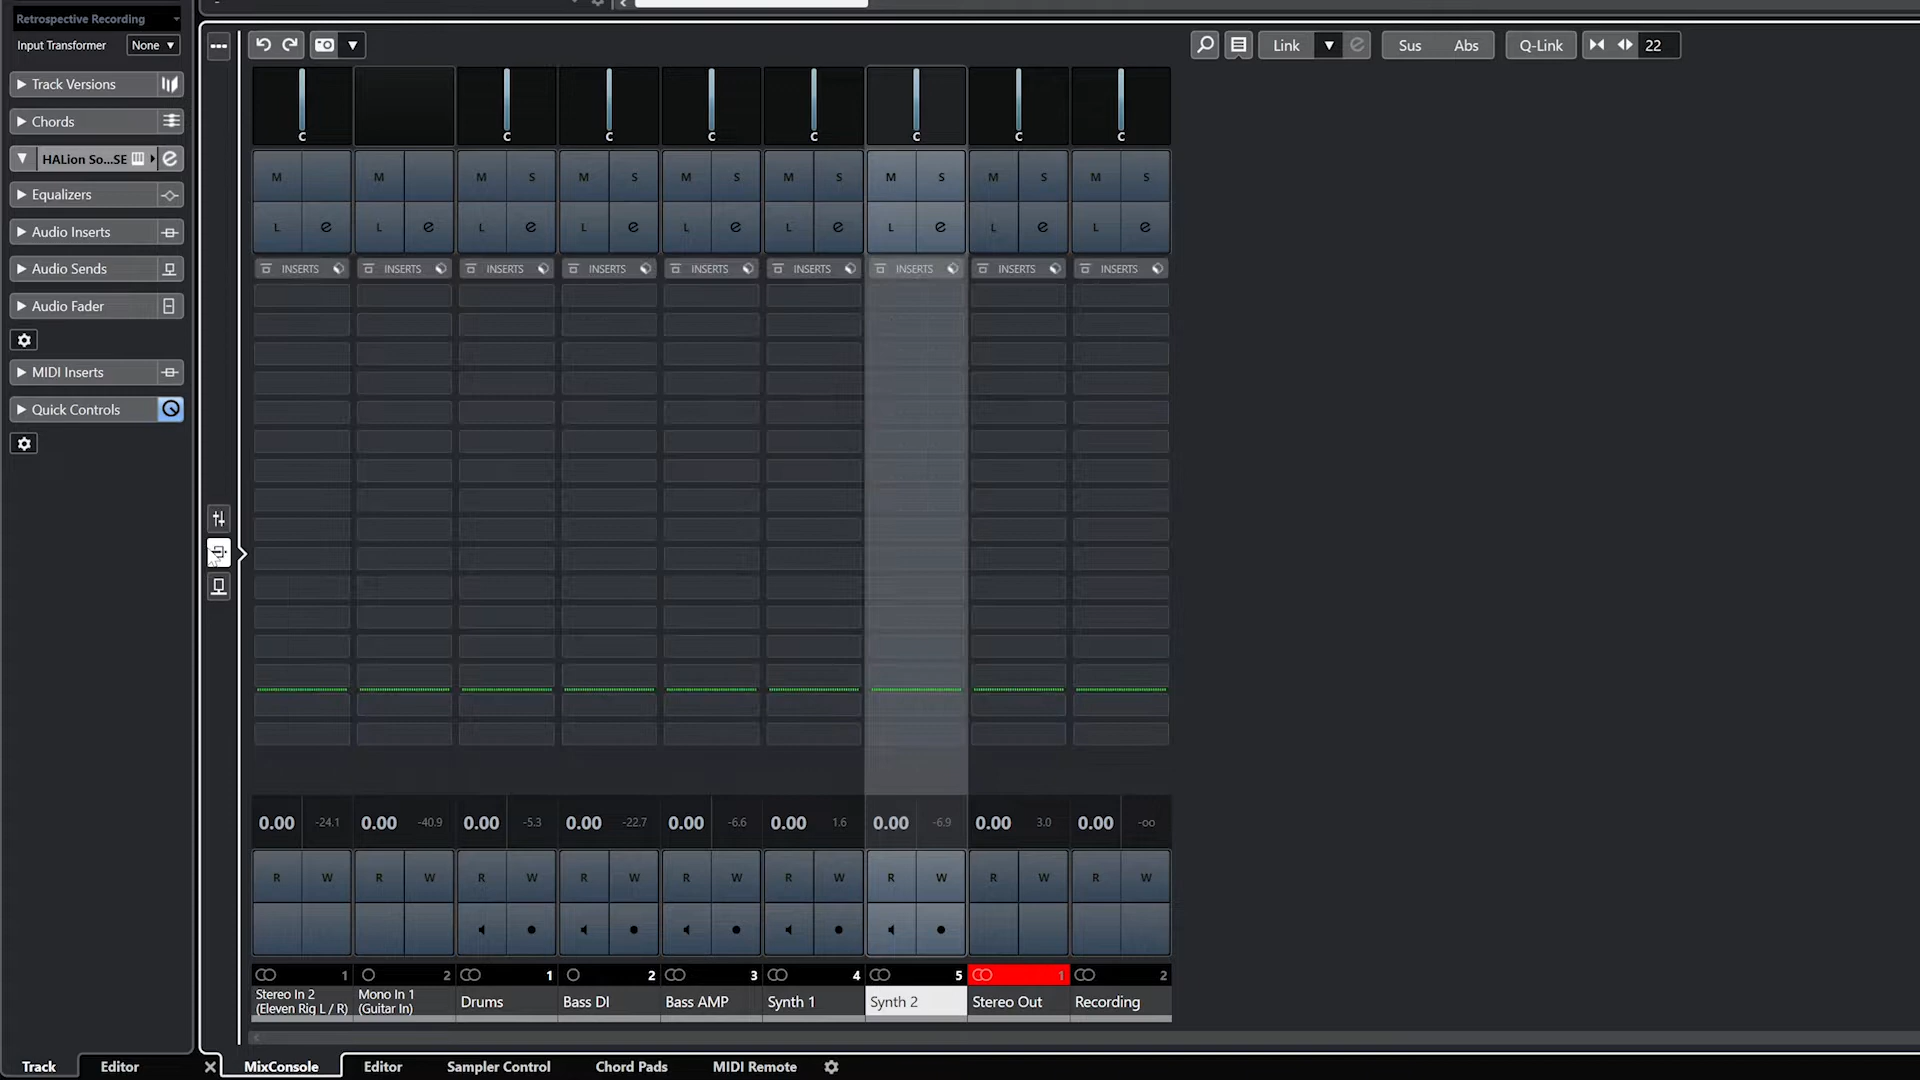 Retrospective Recording
Input Transformer None
Track Versions
Chords
HALion So...SE
Equalizers
Audio Inserts
Audio Sends
Audio Fader
MIDI Inserts
Quick Controls
Link Sus Abs Q-Link 22
C C C C C C C C
M M M S M S M S M S M S M S M S
L e L e L e L e L e L e L e L e L e
INSERTS INSERTS INSERTS INSERTS INSERTS INSERTS INSERTS INSERTS INSERTS
0.00 -24.1 0.00 -40.9 0.00 -5.3 0.00 -22.7 0.00 -6.6 0.00 1.6 0.00 -6.9 0.00 3.0 0.00 -oo
R W R W R W R W R W R W R W R W R W
1 2 1 2 3 4 5 1 2
Stereo In 2
(Eleven Rig L / R)
Mono In 1
(Guitar In)
Drums Bass DI Bass AMP Synth 1 Synth 2 Stereo Out Recording
Track Editor MixConsole Editor Sampler Control Chord Pads MIDI Remote